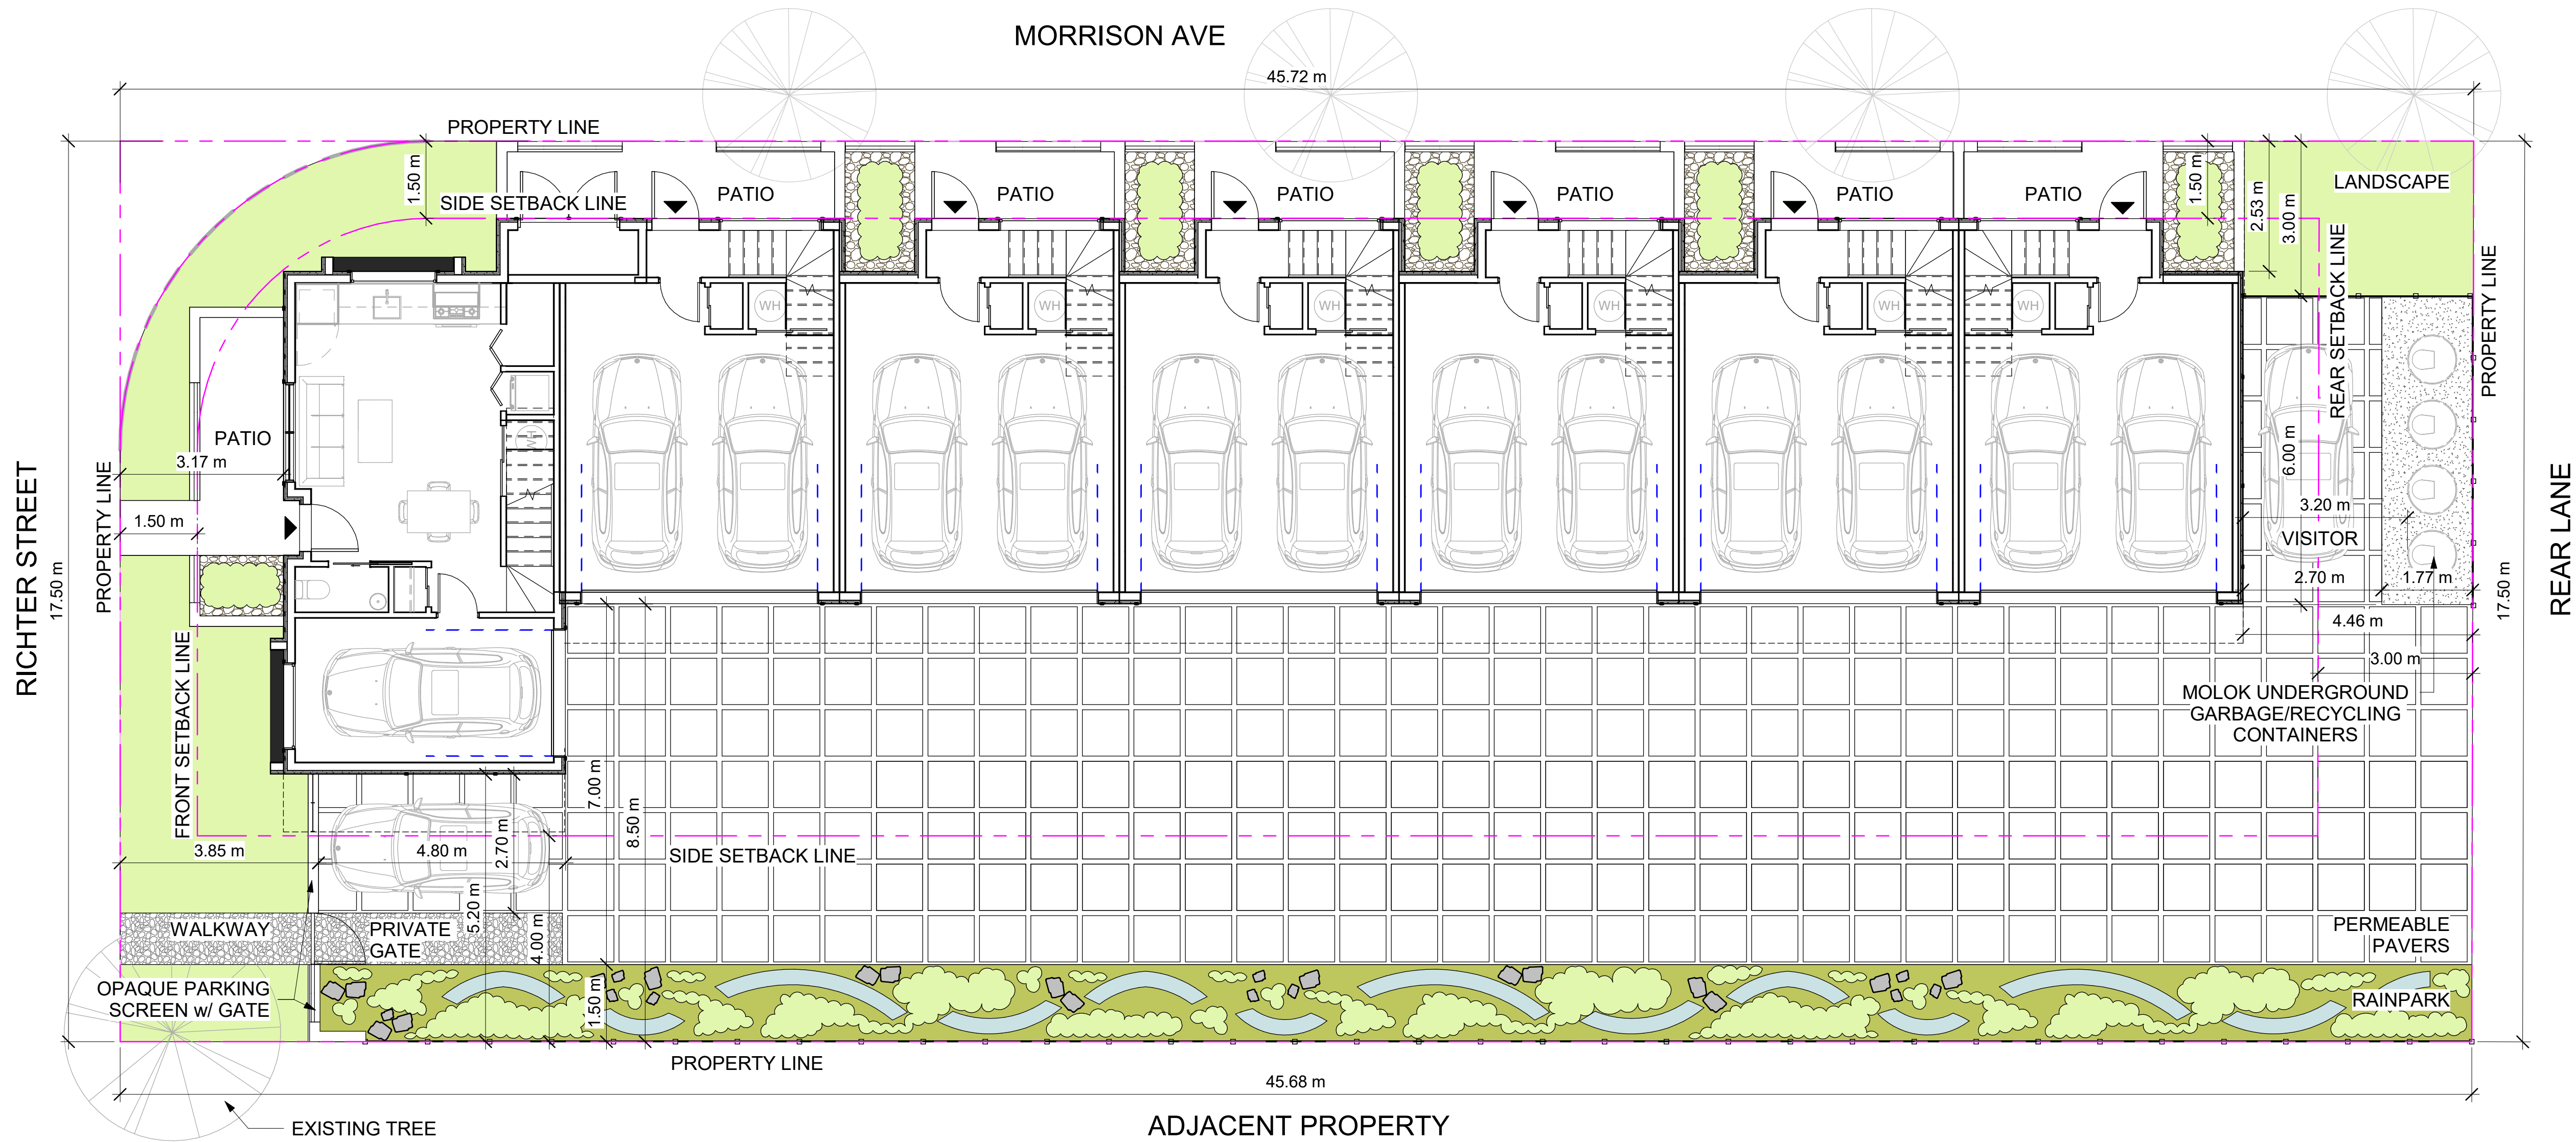 MORRISON AVE
45.72 m
PROPERTY LINE
1.50 m
SIDE SETBACK LINE
PATIO
PATIO
PATIO
PATIO
PATIO
PATIO
1.50 m
2.53 m
3.00 m
LANDSCAPE
REAR SETBACK LINE
PROPERTY LINE
WH
WH
WH
WH
WH
WH
WH
PATIO
3.17 m
1.50 m
PROPERTY LINE
RICHTER STREET
17.50 m
6.00 m
3.20 m
VISITOR
2.70 m
1.77 m
4.46 m
3.00 m
17.50 m
REAR LANE
MOLOK UNDERGROUND
GARBAGE/RECYCLING
CONTAINERS
FRONT SETBACK LINE
3.85 m
4.80 m
2.70 m
5.20 m
4.00 m
7.00 m
8.50 m
1.50 m
SIDE SETBACK LINE
WALKWAY
PRIVATE
GATE
PERMEABLE
PAVERS
OPAQUE PARKING
SCREEN w/ GATE
RAINPARK
PROPERTY LINE
45.68 m
EXISTING TREE
ADJACENT PROPERTY